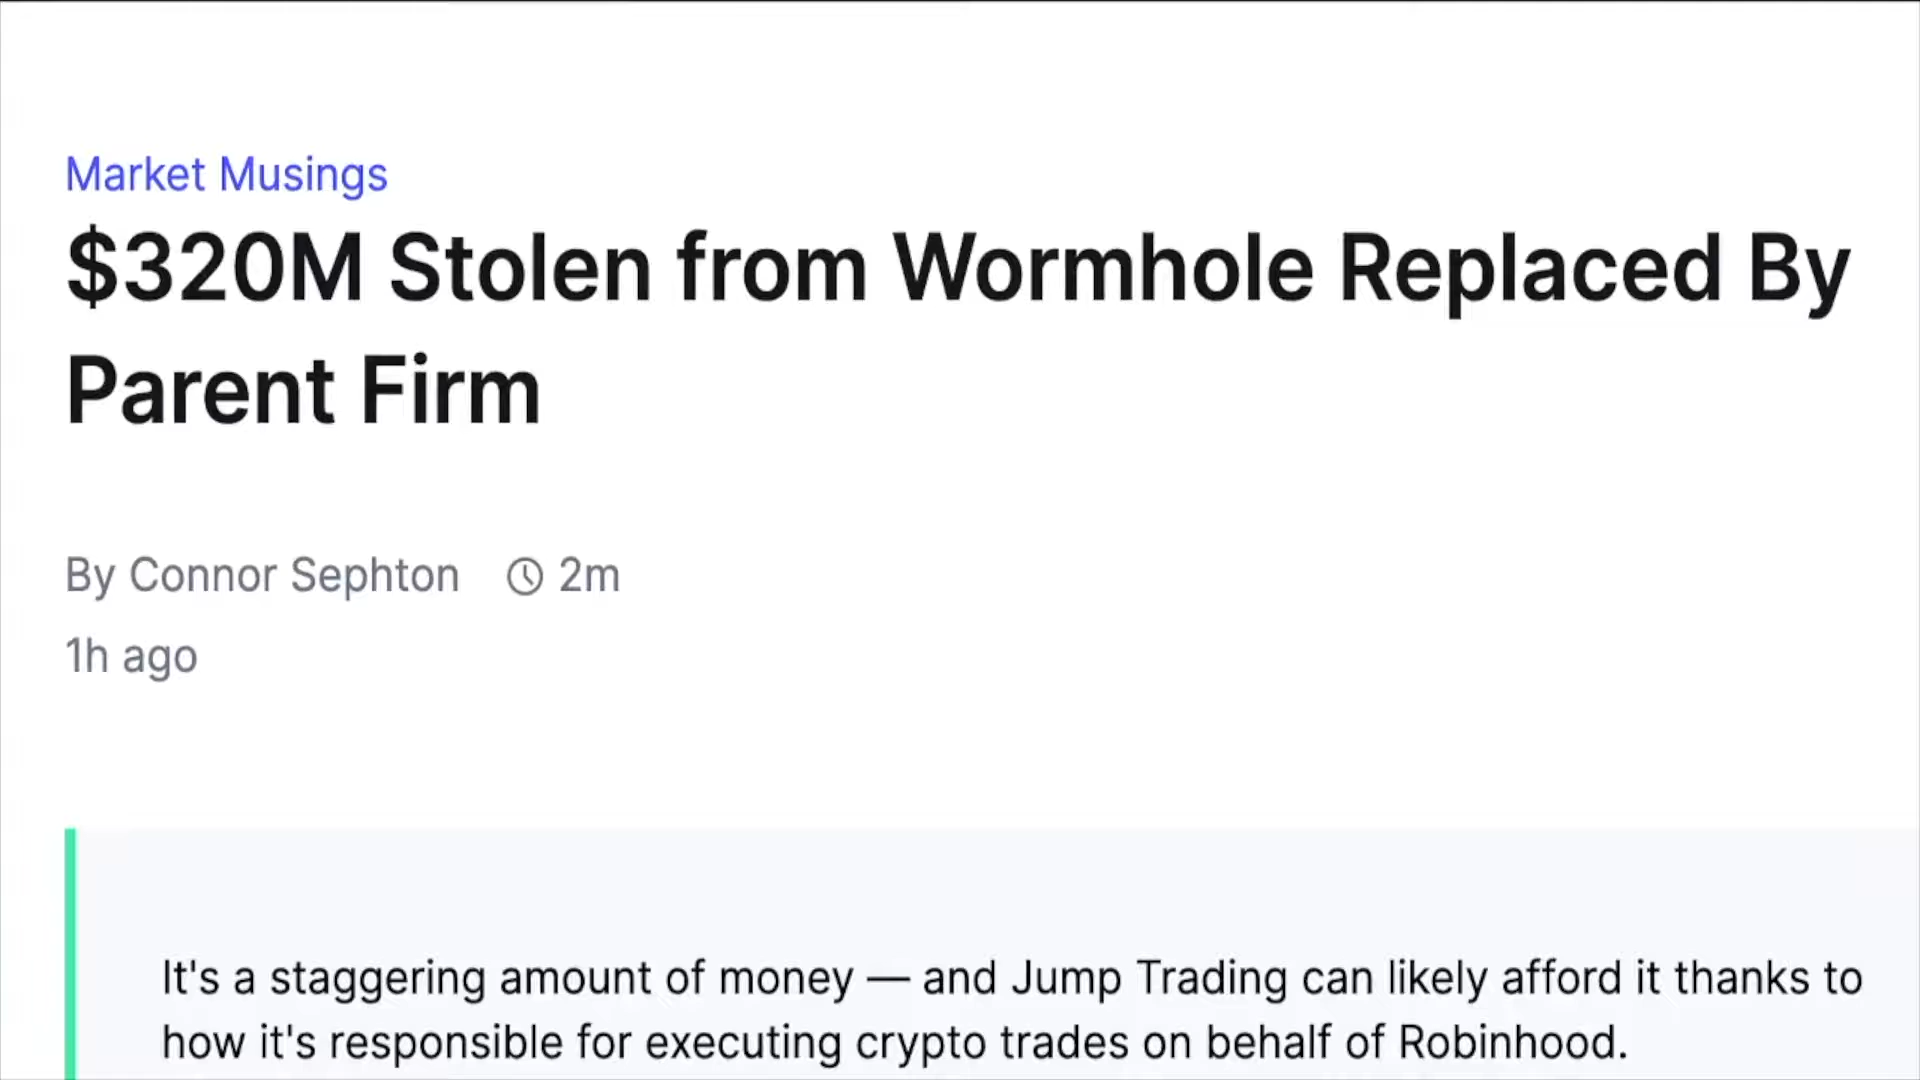 Market Musings
$320M Stolen from Wormhole Replaced By
Parent Firm
By Connor Sephton 2m
1h ago
It's a staggering amount of money — and Jump Trading can likely afford it thanks to
how it's responsible for executing crypto trades on behalf of Robinhood.